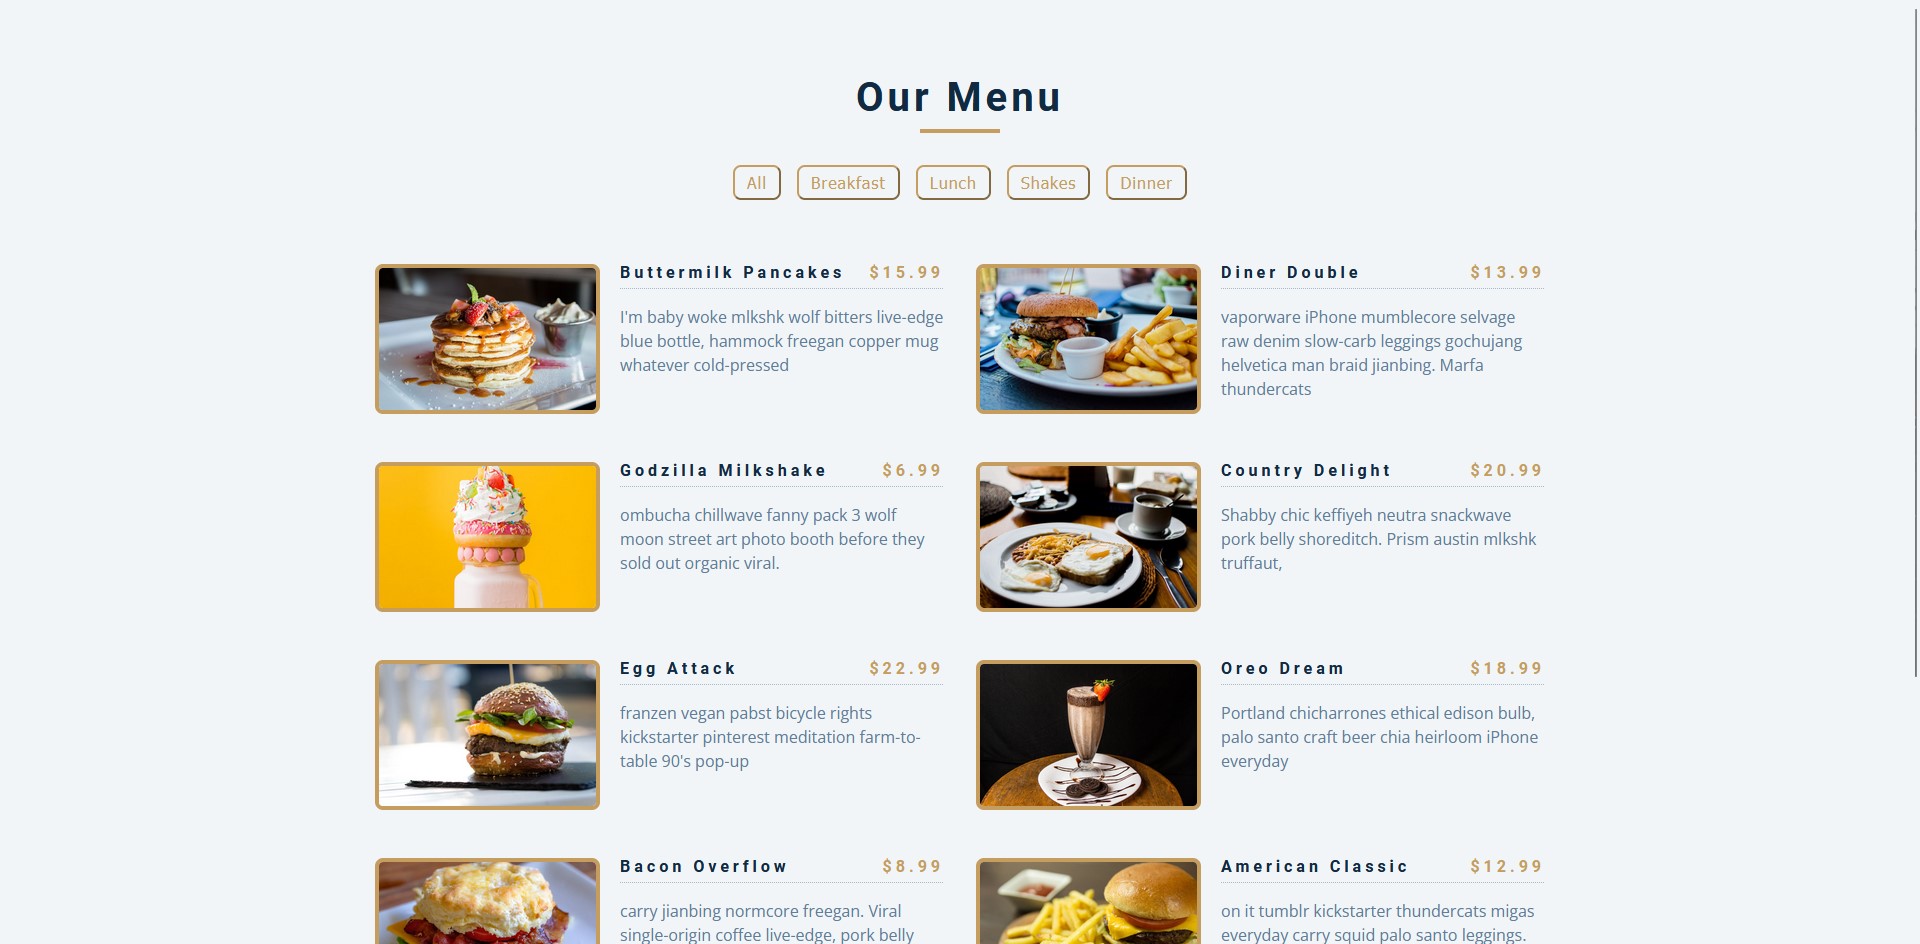 Our Menu
All Breakfast Lunch Shakes Dinner
Buttermilk Pancakes $15.99
I'm baby woke mlkshk wolf bitters live-edge
blue bottle, hammock freegan copper mug
whatever cold-pressed
Diner Double $13.99
vaporware iPhone mumblecore selvage
raw denim slow-carb leggings gochujang
helvetica man braid jianbing. Marfa
thundercats
Godzilla Milkshake $6.99
ombucha chillwave fanny pack 3 wolf
moon street art photo booth before they
sold out organic viral.
Country Delight $20.99
Shabby chic keffiyeh neutra snackwave
pork belly shoreditch. Prism austin mlkshk
truffaut,
Egg Attack $22.99
franzen vegan pabst bicycle rights
kickstarter pinterest meditation farm-to-
table 90's pop-up
Oreo Dream $18.99
Portland chicharrones ethical edison bulb,
palo santo craft beer chia heirloom iPhone
everyday
Bacon Overflow $8.99
carry jianbing normcore freegan. Viral
single-origin coffee live-edge, pork belly
American Classic $12.99
on it tumblr kickstarter thundercats migas
everyday carry squid palo santo leggings.